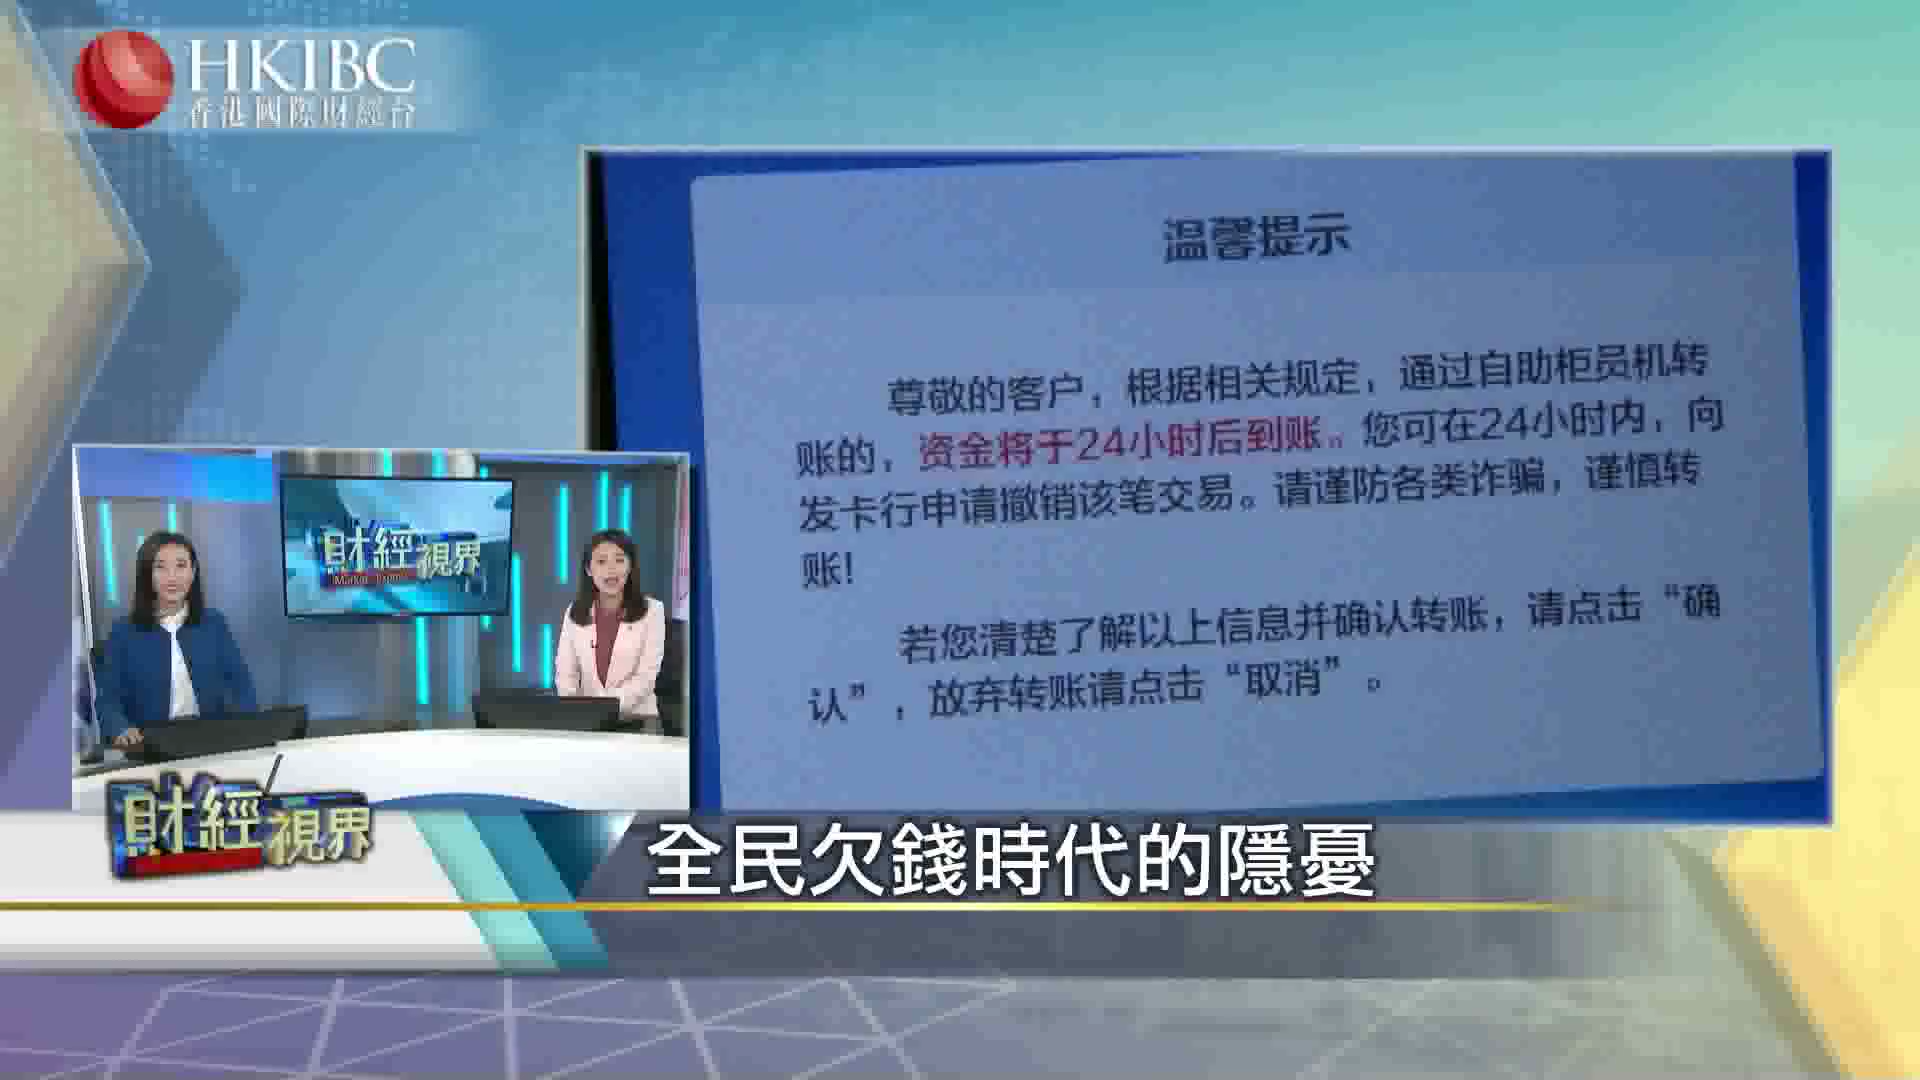 HKIBC
香港國際財經台
温馨提示
尊敬的客户，根据相关规定，通过自助柜员机转
账的，资金将于24小时后到账。您可在24小时内，向
发卡行申请撤销该笔交易。请谨防各类诈骗，谨慎转
账!
若您清楚了解以上信息并确认转账，请点击“确
认”，放弃转账请点击“取消”。
財經視界
財經視界
全民欠錢時代的隱憂